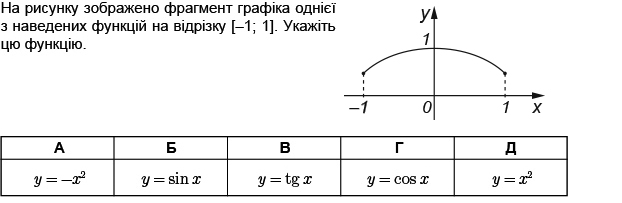 На рисунку зображено фрагмент графіка однієї
з наведених функцій на відрізку [–1; 1]. Укажіть
цю функцію.
y
1
–1 0 1 x
А Б В Г Д
y = –x² y = sin x y = tg x y = cos x y = x²